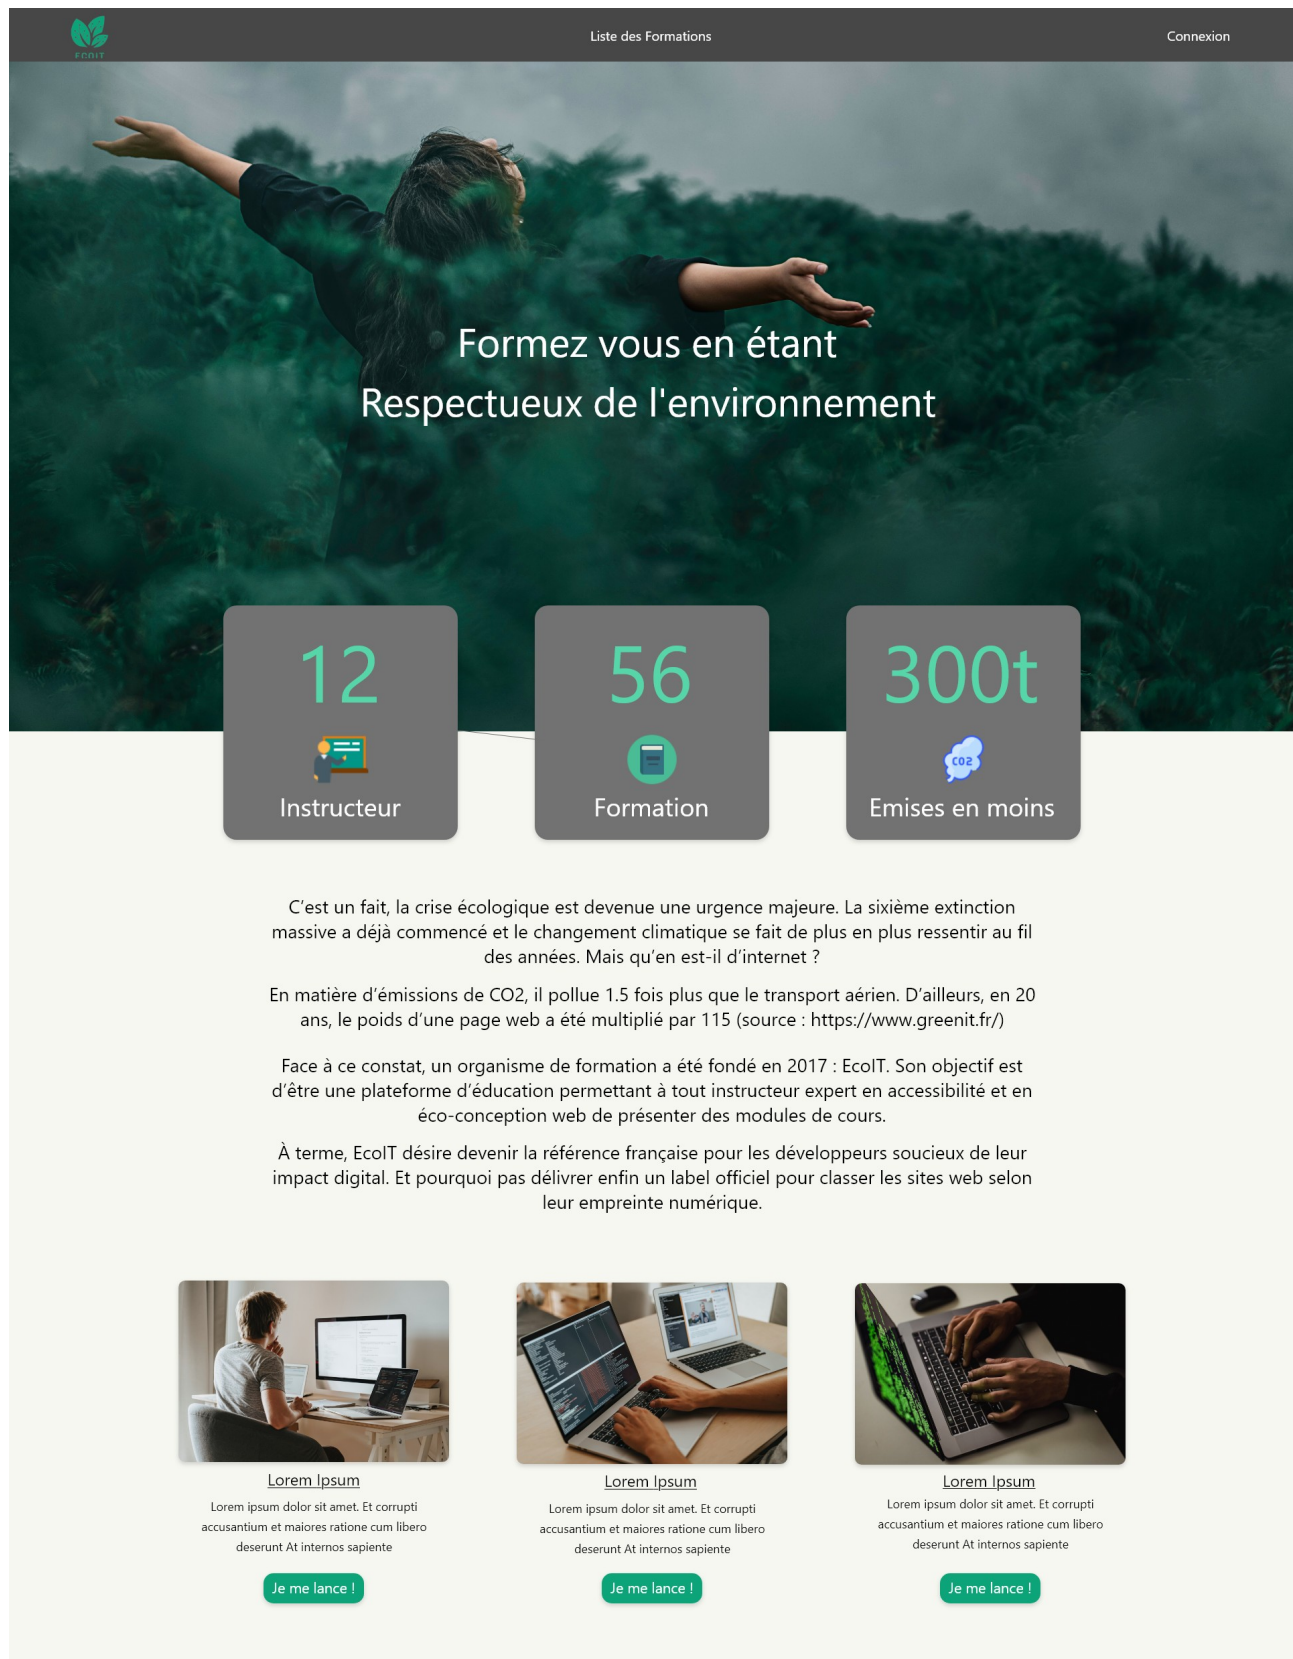 ECOIT
Liste des Formations
Connexion
Formez vous en étant
Respectueux de l'environnement
12
56
300t
CO2
Instructeur
Formation
Emises en moins
C’est un fait, la crise écologique est devenue une urgence majeure. La sixième extinction
massive a déjà commencé et le changement climatique se fait de plus en plus ressentir au fil
des années. Mais qu’en est-il d’internet ?
En matière d’émissions de CO2, il pollue 1.5 fois plus que le transport aérien. D’ailleurs, en 20
ans, le poids d’une page web a été multiplié par 115 (source : https://www.greenit.fr/)
Face à ce constat, un organisme de formation a été fondé en 2017 : EcoIT. Son objectif est
d’être une plateforme d’éducation permettant à tout instructeur expert en accessibilité et en
éco-conception web de présenter des modules de cours.
À terme, EcoIT désire devenir la référence française pour les développeurs soucieux de leur
impact digital. Et pourquoi pas délivrer enfin un label officiel pour classer les sites web selon
leur empreinte numérique.
Lorem Ipsum
Lorem ipsum dolor sit amet. Et corrupti
accusantium et maiores ratione cum libero
deserunt At internos sapiente
Je me lance !
Lorem Ipsum
Lorem ipsum dolor sit amet. Et corrupti
accusantium et maiores ratione cum libero
deserunt At internos sapiente
Je me lance !
Lorem Ipsum
Lorem ipsum dolor sit amet. Et corrupti
accusantium et maiores ratione cum libero
deserunt At internos sapiente
Je me lance !